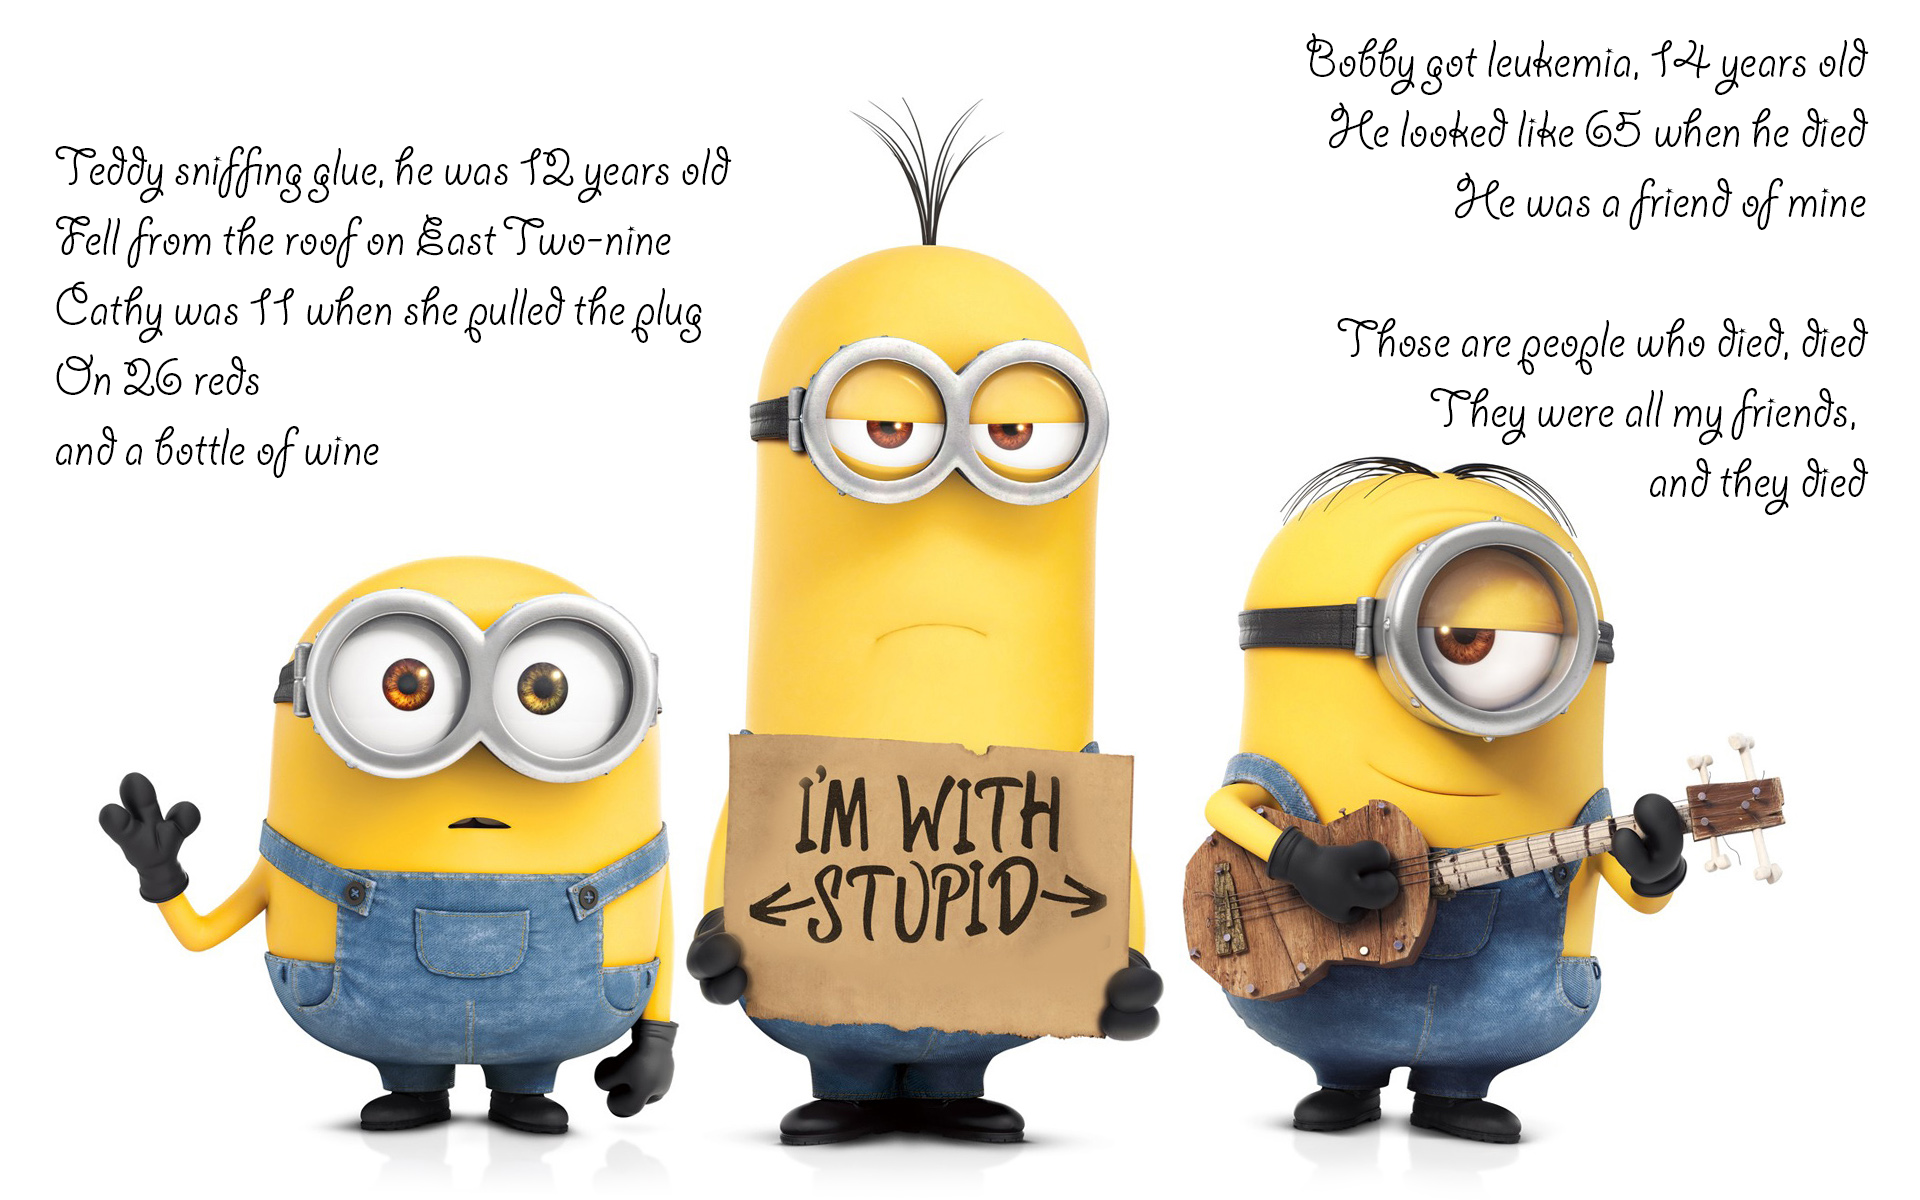 Teddy sniffing glue, he was 12 years old
Fell from the roof on East Two-nine
Cathy was 11 when she pulled the plug
On 26 reds
and a bottle of wine
Bobby got leukemia, 14 years old
He looked like 65 when he died
He was a friend of mine
Those are people who died, died
They were all my friends,
and they died
I'M WITH
STUPID